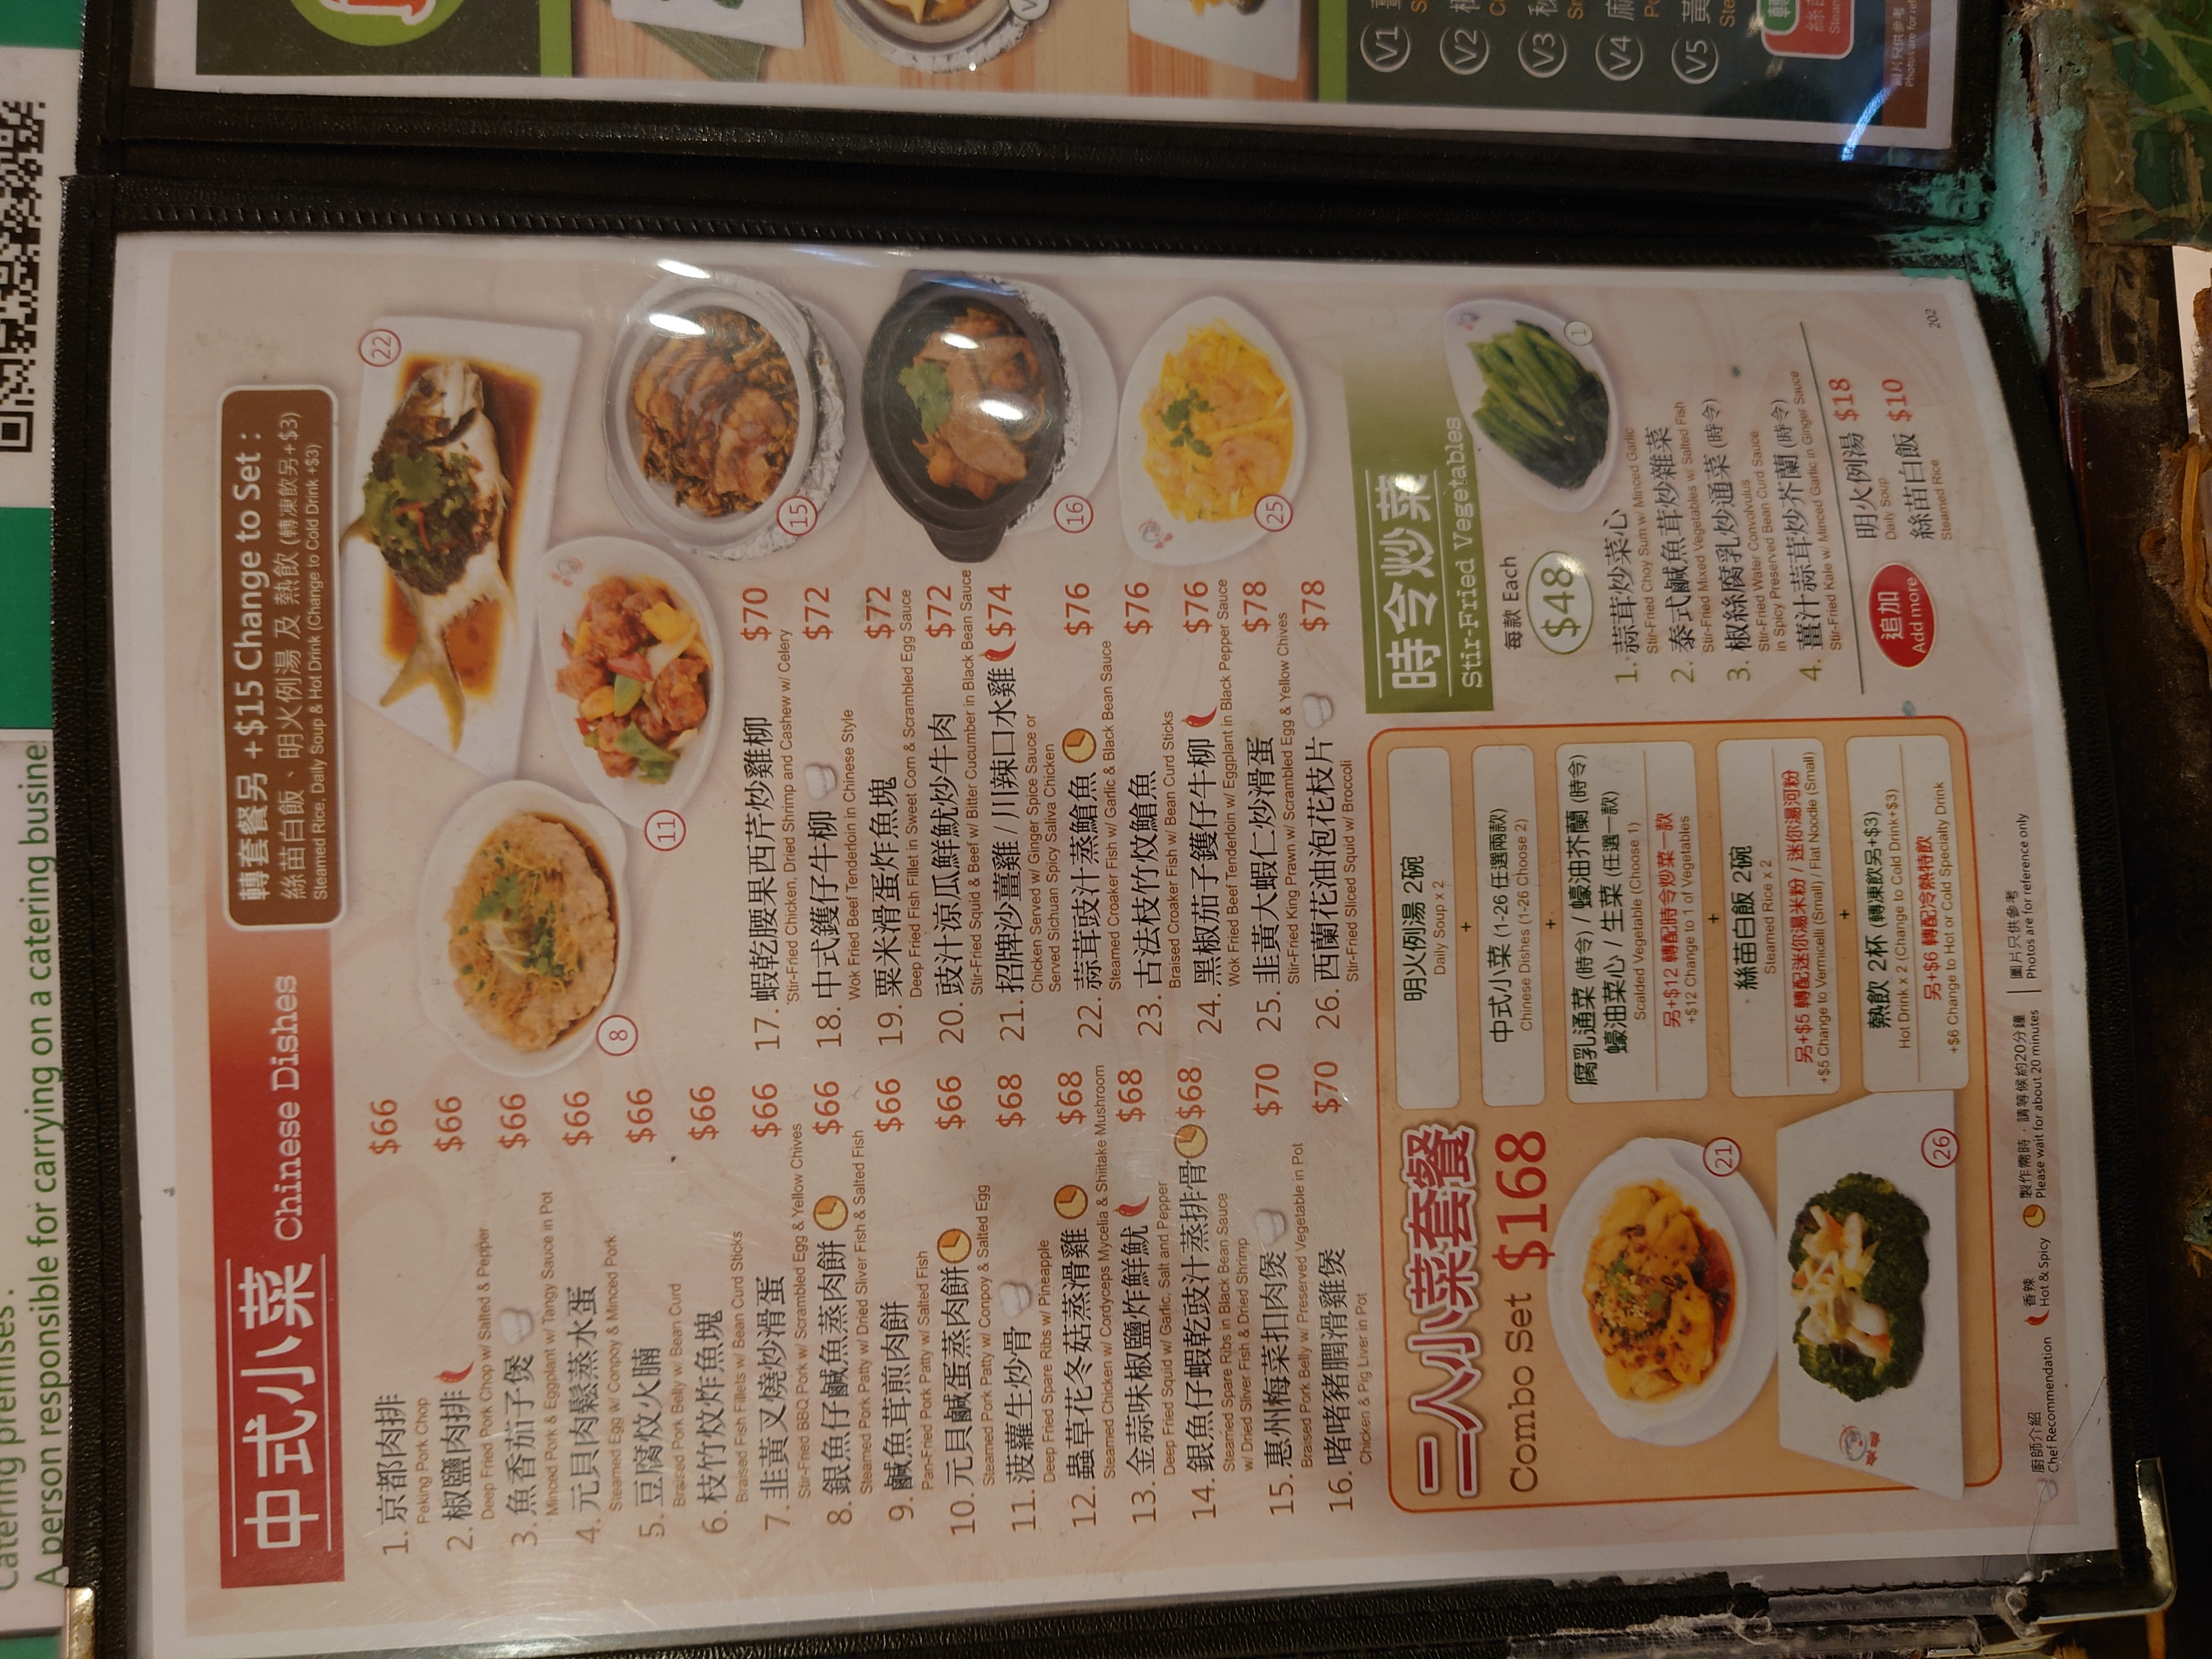 Catering premises .
A person responsible for carrying on a catering busine
中式小菜 Chinese Dishes
轉套餐另 +$15 Change to Set :
絲苗白飯、明火例湯 及 熱飲 (轉凍飲另+$3)
Steamed Rice, Daily Soup & Hot Drink (Change to Cold Drink +$3)
1. 京都肉排 $66
Peking Pork Chop
2. 椒鹽肉排 $66
Deep Fried Pork Chop w/ Salted & Pepper
3. 魚香茄子煲 $66
Minced Pork & Eggplant w/ Tangy Sauce in Pot
4. 元貝肉鬆蒸水蛋 $66
Steamed Egg w/ Conpoy & Minced Pork
5. 豆腐炆火腩 $66
Braised Pork Belly w/ Bean Curd
6. 枝竹炆炸魚塊 $66
Braised Fish Fillets w/ Bean Curd Sticks
7. 韭黃叉燒炒滑蛋 $66
Stir-Fried BBQ Pork w/ Scrambled Egg & Yellow Chives
8. 銀魚仔鹹魚蒸肉餅 $66
Steamed Pork Patty w/ Dried Sliver Fish & Salted Fish
9. 鹹魚茸煎肉餅 $66
Pan-Fried Pork Patty w/ Salted Fish
10. 元貝鹹蛋蒸肉餅 $66
Steamed Pork Patty w/ Conpoy & Salted Egg
11. 菠蘿生炒骨 $68
Deep Fried Spare Ribs w/ Pineapple
12. 蟲草花冬菇蒸滑雞 $68
Steamed Chicken w/ Cordyceps Mycelia & Shiitake Mushroom
13. 金蒜味椒鹽炸鮮魷 $68
Deep Fried Squid w/ Garlic, Salt and Pepper
14. 銀魚仔蝦乾豉汁蒸排骨 $68
Steamed Spare Ribs in Black Bean Sauce
w/ Dried Sliver Fish & Dried Shrimp
15. 惠州梅菜扣肉煲 $70
Braised Pork Belly w/ Preserved Vegetable in Pot
16. 啫啫豬膶滑雞煲 $70
Chicken & Pig Liver in Pot
22
8
11
15
16
25
17. 蝦乾腰果西芹炒雞柳 $70
Stir-Fried Chicken, Dried Shrimp and Cashew w/ Celery
18. 中式鑊仔牛柳 $72
Wok Fried Beef Tenderloin in Chinese Style
19. 粟米滑蛋炸魚塊 $72
Deep Fried Fish Fillet in Sweet Corn & Scrambled Egg Sauce
20. 豉汁涼瓜鮮魷炒牛肉 $72
Stir-Fried Squid & Beef w/ Bitter Cucumber in Black Bean Sauce
21. 招牌沙薑雞 / 川辣口水雞 $74
Chicken Served w/ Ginger Spice Sauce or
Served Sichuan Spicy Saliva Chicken
22. 蒜茸豉汁蒸鯧魚 $76
Steamed Croaker Fish w/ Garlic & Black Bean Sauce
23. 古法枝竹炆鯧魚 $76
Braised Croaker Fish w/ Bean Curd Sticks
24. 黑椒茄子鑊仔牛柳 $76
Wok Fried Beef Tenderloin w/ Eggplant in Black Pepper Sauce
25. 韭黃大蝦仁炒滑蛋 $78
Stir-Fried King Prawn w/ Scrambled Egg & Yellow Chives
26. 西蘭花油泡花枝片 $78
Stir-Fried Sliced Squid w/ Broccoli
二人小菜套餐
Combo Set $168
21
26
明火例湯 2碗
Daily Soup x 2
+
中式小菜 (1-26 任選兩款)
Chinese Dishes (1-26 Choose 2)
+
腐乳通菜 (時令) / 蠔油芥蘭 (時令)
蠔油菜心 / 生菜 (任選一款)
Scalded Vegetable (Choose 1)
另+$12 轉配時令炒菜一款
+$12 Change to 1 of Vegetables
+
絲苗白飯 2碗
Steamed Rice x 2
另+$5 轉配迷你湯米粉 / 迷你湯河粉
+$5 Change to Vermicelli (Small) / Flat Noodle (Small)
+
熱飲 2杯 (轉凍飲另+$3)
Hot Drink x 2 (Change to Cold Drink+$3)
另+$6 轉配冷熱特飲
+$6 Change to Hot or Cold Specialty Drink
時令炒菜
Stir-Fried Vegetables
每款 Each
$48
1
1. 蒜茸炒菜心
Stir-Fried Choy Sum w/ Minced Garlic
2. 泰式鹹魚茸炒雜菜
Stir-Fried Mixed Vegetables w/ Salted Fish
3. 椒絲腐乳炒通菜 (時令)
Stir-Fried Water Convolvulus
in Spicy Preserved Bean Curd Sauce
4. 薑汁蒜茸炒芥蘭 (時令)
Stir-Fried Kale w/ Minced Garlic in Ginger Sauce
追加
Add more
明火例湯 $18
Daily Soup
絲苗白飯 $10
Steamed Rice
202
廚師介紹
Chef Recommendation
香辣
Hot & Spicy
製作需時，請等候約20分鐘
Please wait for about 20 minutes
圖片只供參考
Photos are for reference only
V1
V2
V3
V4
V5 黃
圖片只供參考
Photos are for ref